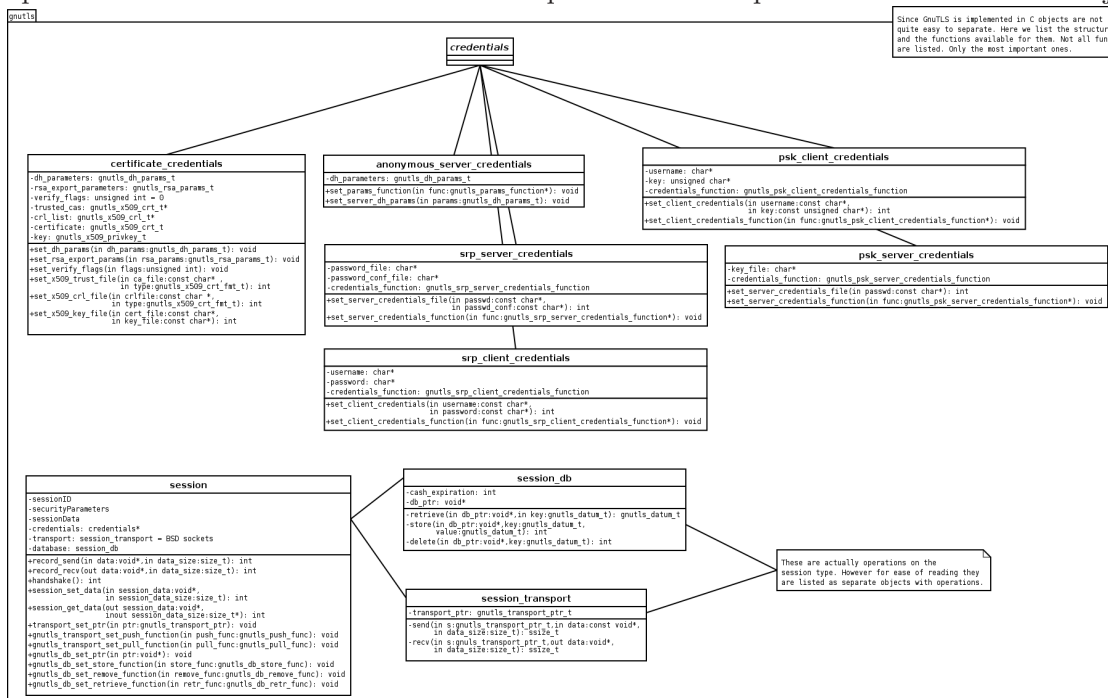 gnutls
Since GnuTLS is implemented in C objects are not
quite easy to separate. Here we list the structur
and the functions available for them. Not all fun
are listed. Only the most important ones.
credentials
certificate_credentials
-dh_parameters: gnutls_dh_params_t
-rsa_export_parameters: gnutls_rsa_params_t
-verify_flags: unsigned int = 0
-trusted_cas: gnutls_x509_crt_t*
-crl_list: gnutls_x509_crl_t*
-certificate: gnutls_x509_crt_t
-key: gnutls_x509_privkey_t
+set_dh_params(in dh_params:gnutls_dh_params_t): void
+set_rsa_export_params(in rsa_params:gnutls_rsa_params_t): void
+set_verify_flags(in flags:unsigned int): void
+set_x509_trust_file(in ca_file:const char* ,
in type:gnutls_x509_crt_fmt_t): int
+set_x509_crl_file(in crlfile:const char *,
in type:gnutls_x509_crt_fmt_t): int
+set_x509_key_file(in cert_file:const char*,
in key_file:const char*): int
anonymous_server_credentials
-dh_parameters: gnutls_dh_params_t
+set_params_function(in func:gnutls_params_function*): void
+set_server_dh_params(in params:gnutls_dh_params_t): void
psk_client_credentials
-username: char*
-key: unsigned char*
-credentials_function: gnutls_psk_client_credentials_function
+set_client_credentials(in username:const char*,
in key:const unsigned char*): int
+set_client_credentials_function(in func:gnutls_psk_client_credentials_function*): void
srp_server_credentials
-password_file: char*
-password_conf_file: char*
-credentials_function: gnutls_srp_server_credentials_function
+set_server_credentials_file(in passwd:const char*,
in passwd_conf:const char*): int
+set_server_credentials_function(in func:gnutls_srp_server_credentials_function*): void
psk_server_credentials
-key_file: char*
-credentials_function: gnutls_psk_server_credentials_function
+set_server_credentials_file(in passwd:const char*): int
+set_server_credentials_function(in func:gnutls_psk_server_credentials_function*): void
srp_client_credentials
-username: char*
-password: char*
-credentials_function: gnutls_srp_client_credentials_function
+set_client_credentials(in username:const char*,
in password:const char*): int
+set_client_credentials_function(in func:gnutls_srp_client_credentials_function*): void
session
-sessionID
-securityParameters
-sessionData
-credentials: credentials*
-transport: session_transport = BSD sockets
-database: session_db
+record_send(in data:void*,in data_size:size_t): int
+record_recv(out data:void*,in data_size:size_t): int
+handshake(): int
+session_set_data(in session_data:void*,
in session_data_size:size_t): int
+session_get_data(out session_data:void*,
inout session_data_size:size_t*): int
+transport_set_ptr(in ptr:gnutls_transport_ptr): void
+gnutls_transport_set_push_function(in push_func:gnutls_push_func): void
+gnutls_transport_set_pull_function(in pull_func:gnutls_pull_func): void
+gnutls_db_set_ptr(in ptr:void*): void
+gnutls_db_set_store_function(in store_func:gnutls_db_store_func): void
+gnutls_db_set_remove_function(in remove_func:gnutls_db_remove_func): void
+gnutls_db_set_retrieve_function(in retr_func:gnutls_db_retr_func): void
session_db
-cash_expiration: int
-db_ptr: void*
-retrieve(in db_ptr:void*,in key:gnutls_datum_t): gnutls_datum_t
-store(in db_ptr:void*,key:gnutls_datum_t,
value:gnutls_datum_t): int
-delete(in db_ptr:void*,key:gnutls_datum_t): int
These are actually operations on the
session type. However for ease of reading they
are listed as separate objects with operations.
session_transport
-transport_ptr: gnutls_transport_ptr_t
-send(in s:gnuls_transport_ptr_t,in data:const void*,
in data_size:size_t): ssize_t
-recv(in s:gnuls_transport_ptr_t,out data:void*,
in data_size:size_t): ssize_t